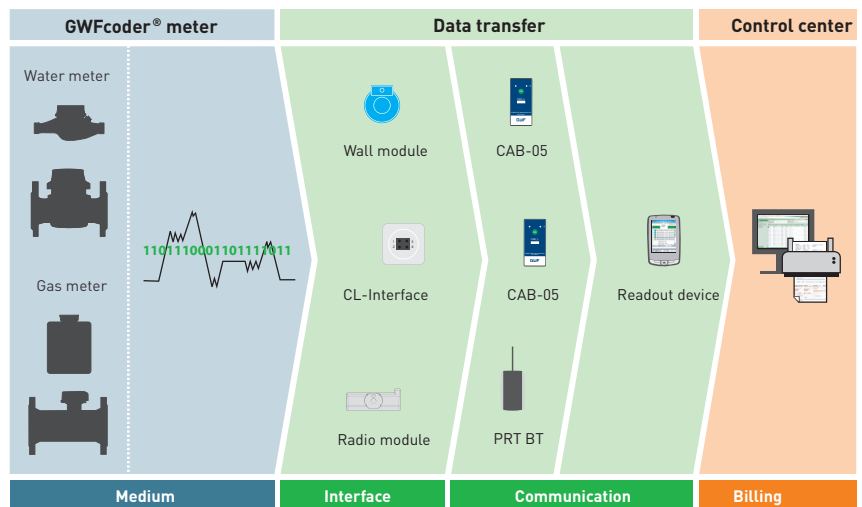 GWFcoder® meter
Data transfer
Control center
Water meter
Wall module
CAB-05
110111000110111011
CL-Interface
CAB-05
Readout device
Gas meter
Radio module
PRT BT
Medium
Interface
Communication
Billing